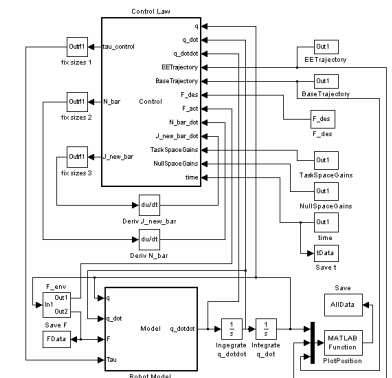 Control Law
q
q_dot
q_dotdot
Out1 tau_control
EETrajectory
Out1
fix sizes 1
EETrajectory
BaseTrajectory
Out1
F_des
BaseTrajectory
Out1 N_bar
Control
F_act
F_des
fix sizes 2
N_bar_dot
F_des
J_new_bar_dot
Out1 J_new_bar
TaskSpaceGains
Out1
fix sizes 3
NullSpaceGains
TaskSpaceGains
time
Out1
du/dt
NullSpaceGains
Deriv J_new_bar
Out1
time
du/dt
tData
Deriv N_bar
Save t
F_env
Out1
In1
Out2
q
Save
q_dot
Model
q_dotdot
1
s
1
s
AllData
Save F
Ingegrate
q_dotdot
Integrate
q_dot
FData
F
MATLAB
Function
Tau
PlotPosition
Robot Model